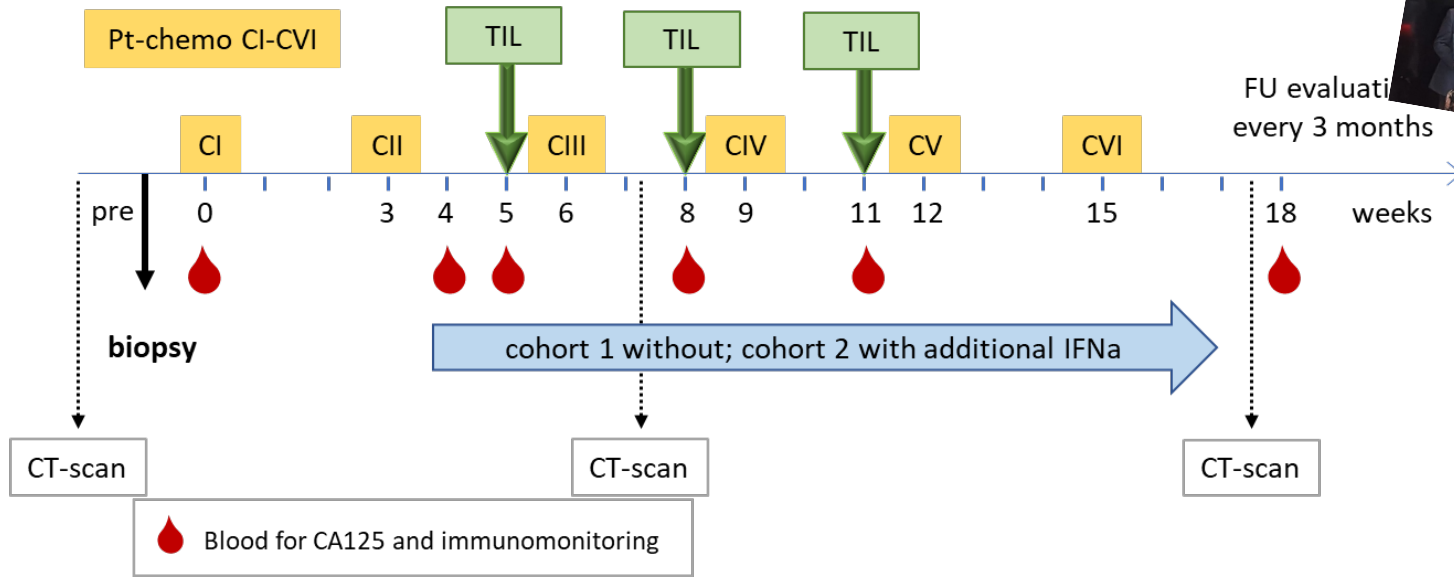 Pt-chemo CI-CVI
TIL
TIL
TIL
FU
every 3 months
CI
CII
CIII
CIV
CV
CVI
pre
0
3
4
5
6
8
9
11
12
15
18
weeks
biopsy
cohort 1 without; cohort 2 with additional IFNa
CT-scan
CT-scan
CT-scan
Blood for CA125 and immunomonitoring